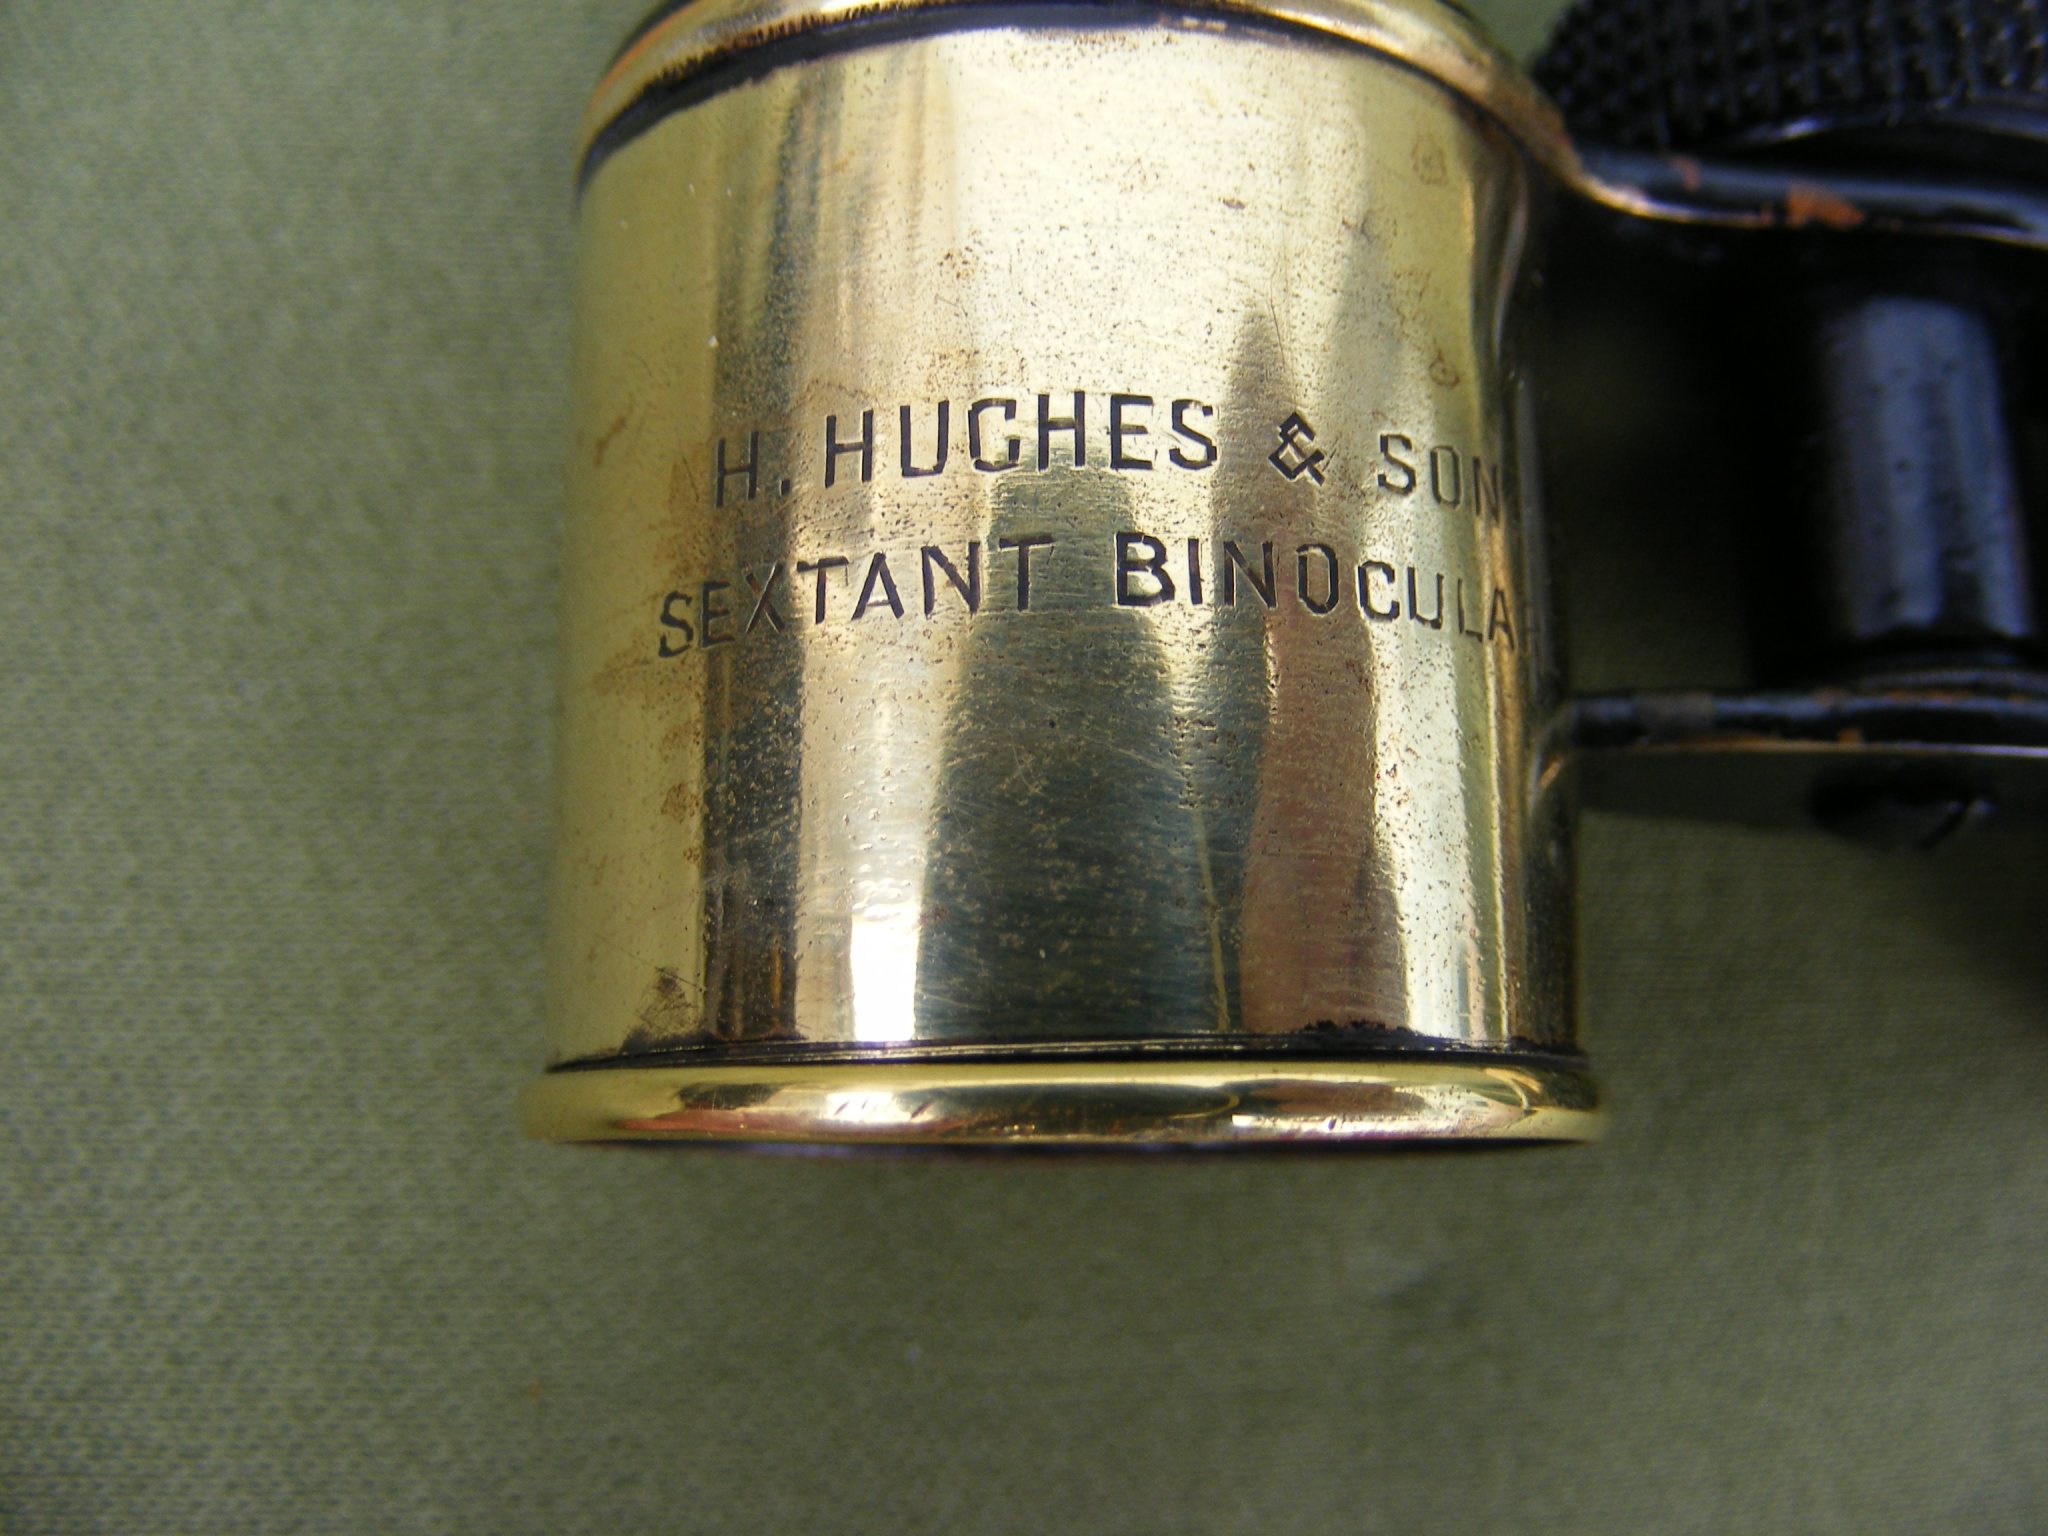 H. HUGHES & SON
SEXTANT BINOCULAR